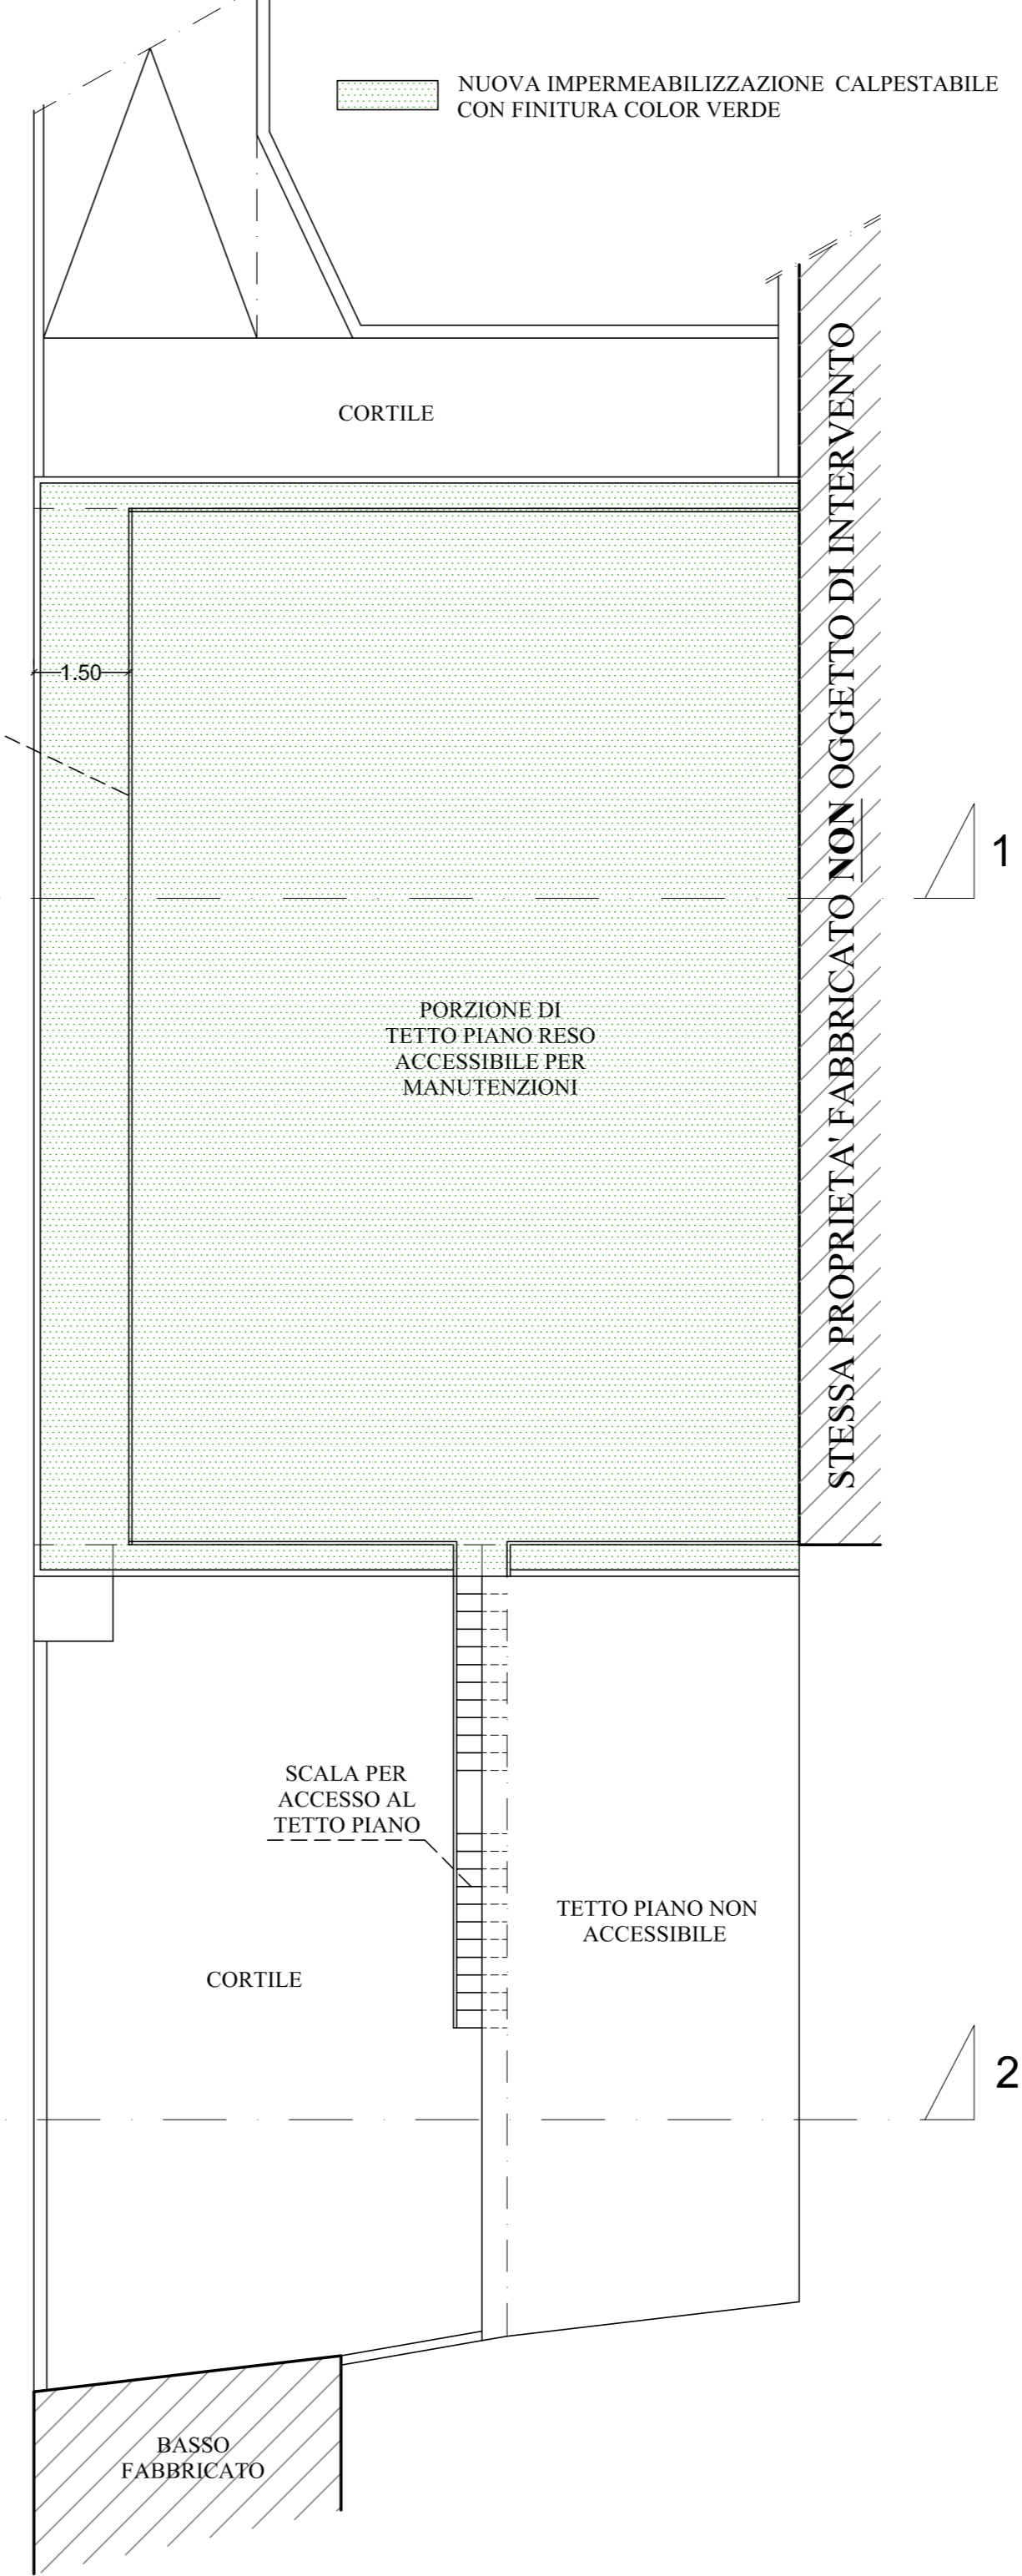 NUOVA IMPERMEABILIZZAZIONE CALPESTABILE
CON FINITURA COLOR VERDE
CORTILE
STESSA PROPRIETA' FABBRICATO NON OGGETTO DI INTERVENTO
1.50
1
PORZIONE DI
TETTO PIANO RESO
ACCESSIBILE PER
MANUTENZIONI
SCALA PER
ACCESSO AL
TETTO PIANO
TETTO PIANO NON
ACCESSIBILE
CORTILE
2
BASSO
FABBRICATO